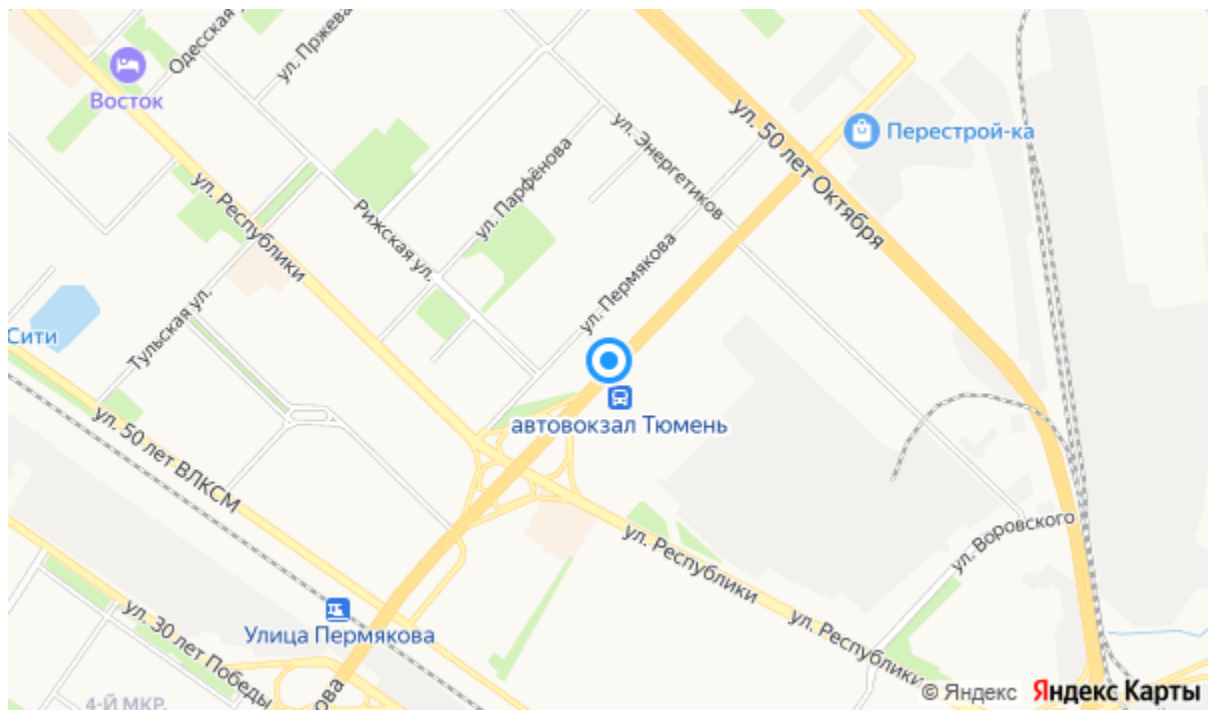 Одесская
ул. Пржева
Восток
ул. 50 лет Октября
Перестрой-ка
ул. Энергетиков
ул. Парфёнова
ул. Республики
Рижская ул.
ул. Пермякова
Тульская ул.
Сити
автовокзал Тюмень
ул. 50 лет ВЛКСМ
ул. Республики
ул. Воровского
Улица Пермякова
ул. 30 лет Победы
ул. Республики
4-Й МКР.
ова
© Яндекс Яндекс Карты